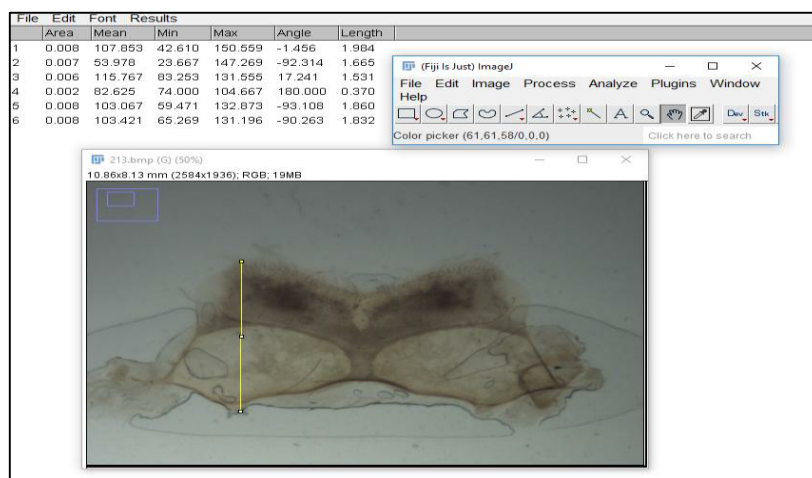 File Edit Font Results
Area Mean Min Max Angle Length
1 0.008 107.853 42.610 150.559 -1.456 1.984
2 0.007 53.978 23.667 147.269 -92.314 1.665
3 0.006 115.767 83.253 131.555 17.241 1.531
4 0.002 82.625 74.000 104.667 180.000 0.370
5 0.008 103.067 59.471 132.873 -93.108 1.860
6 0.008 103.421 65.269 131.196 -90.263 1.832
(Fiji Is Just) ImageJ
File Edit Image Process Analyze Plugins Window
Help
A Dev Stk
Color picker (61,61,58/0,0,0) Click here to search
213.bmp (G) (50%)
10.86x8.13 mm (2584x1936); RGB; 19MB